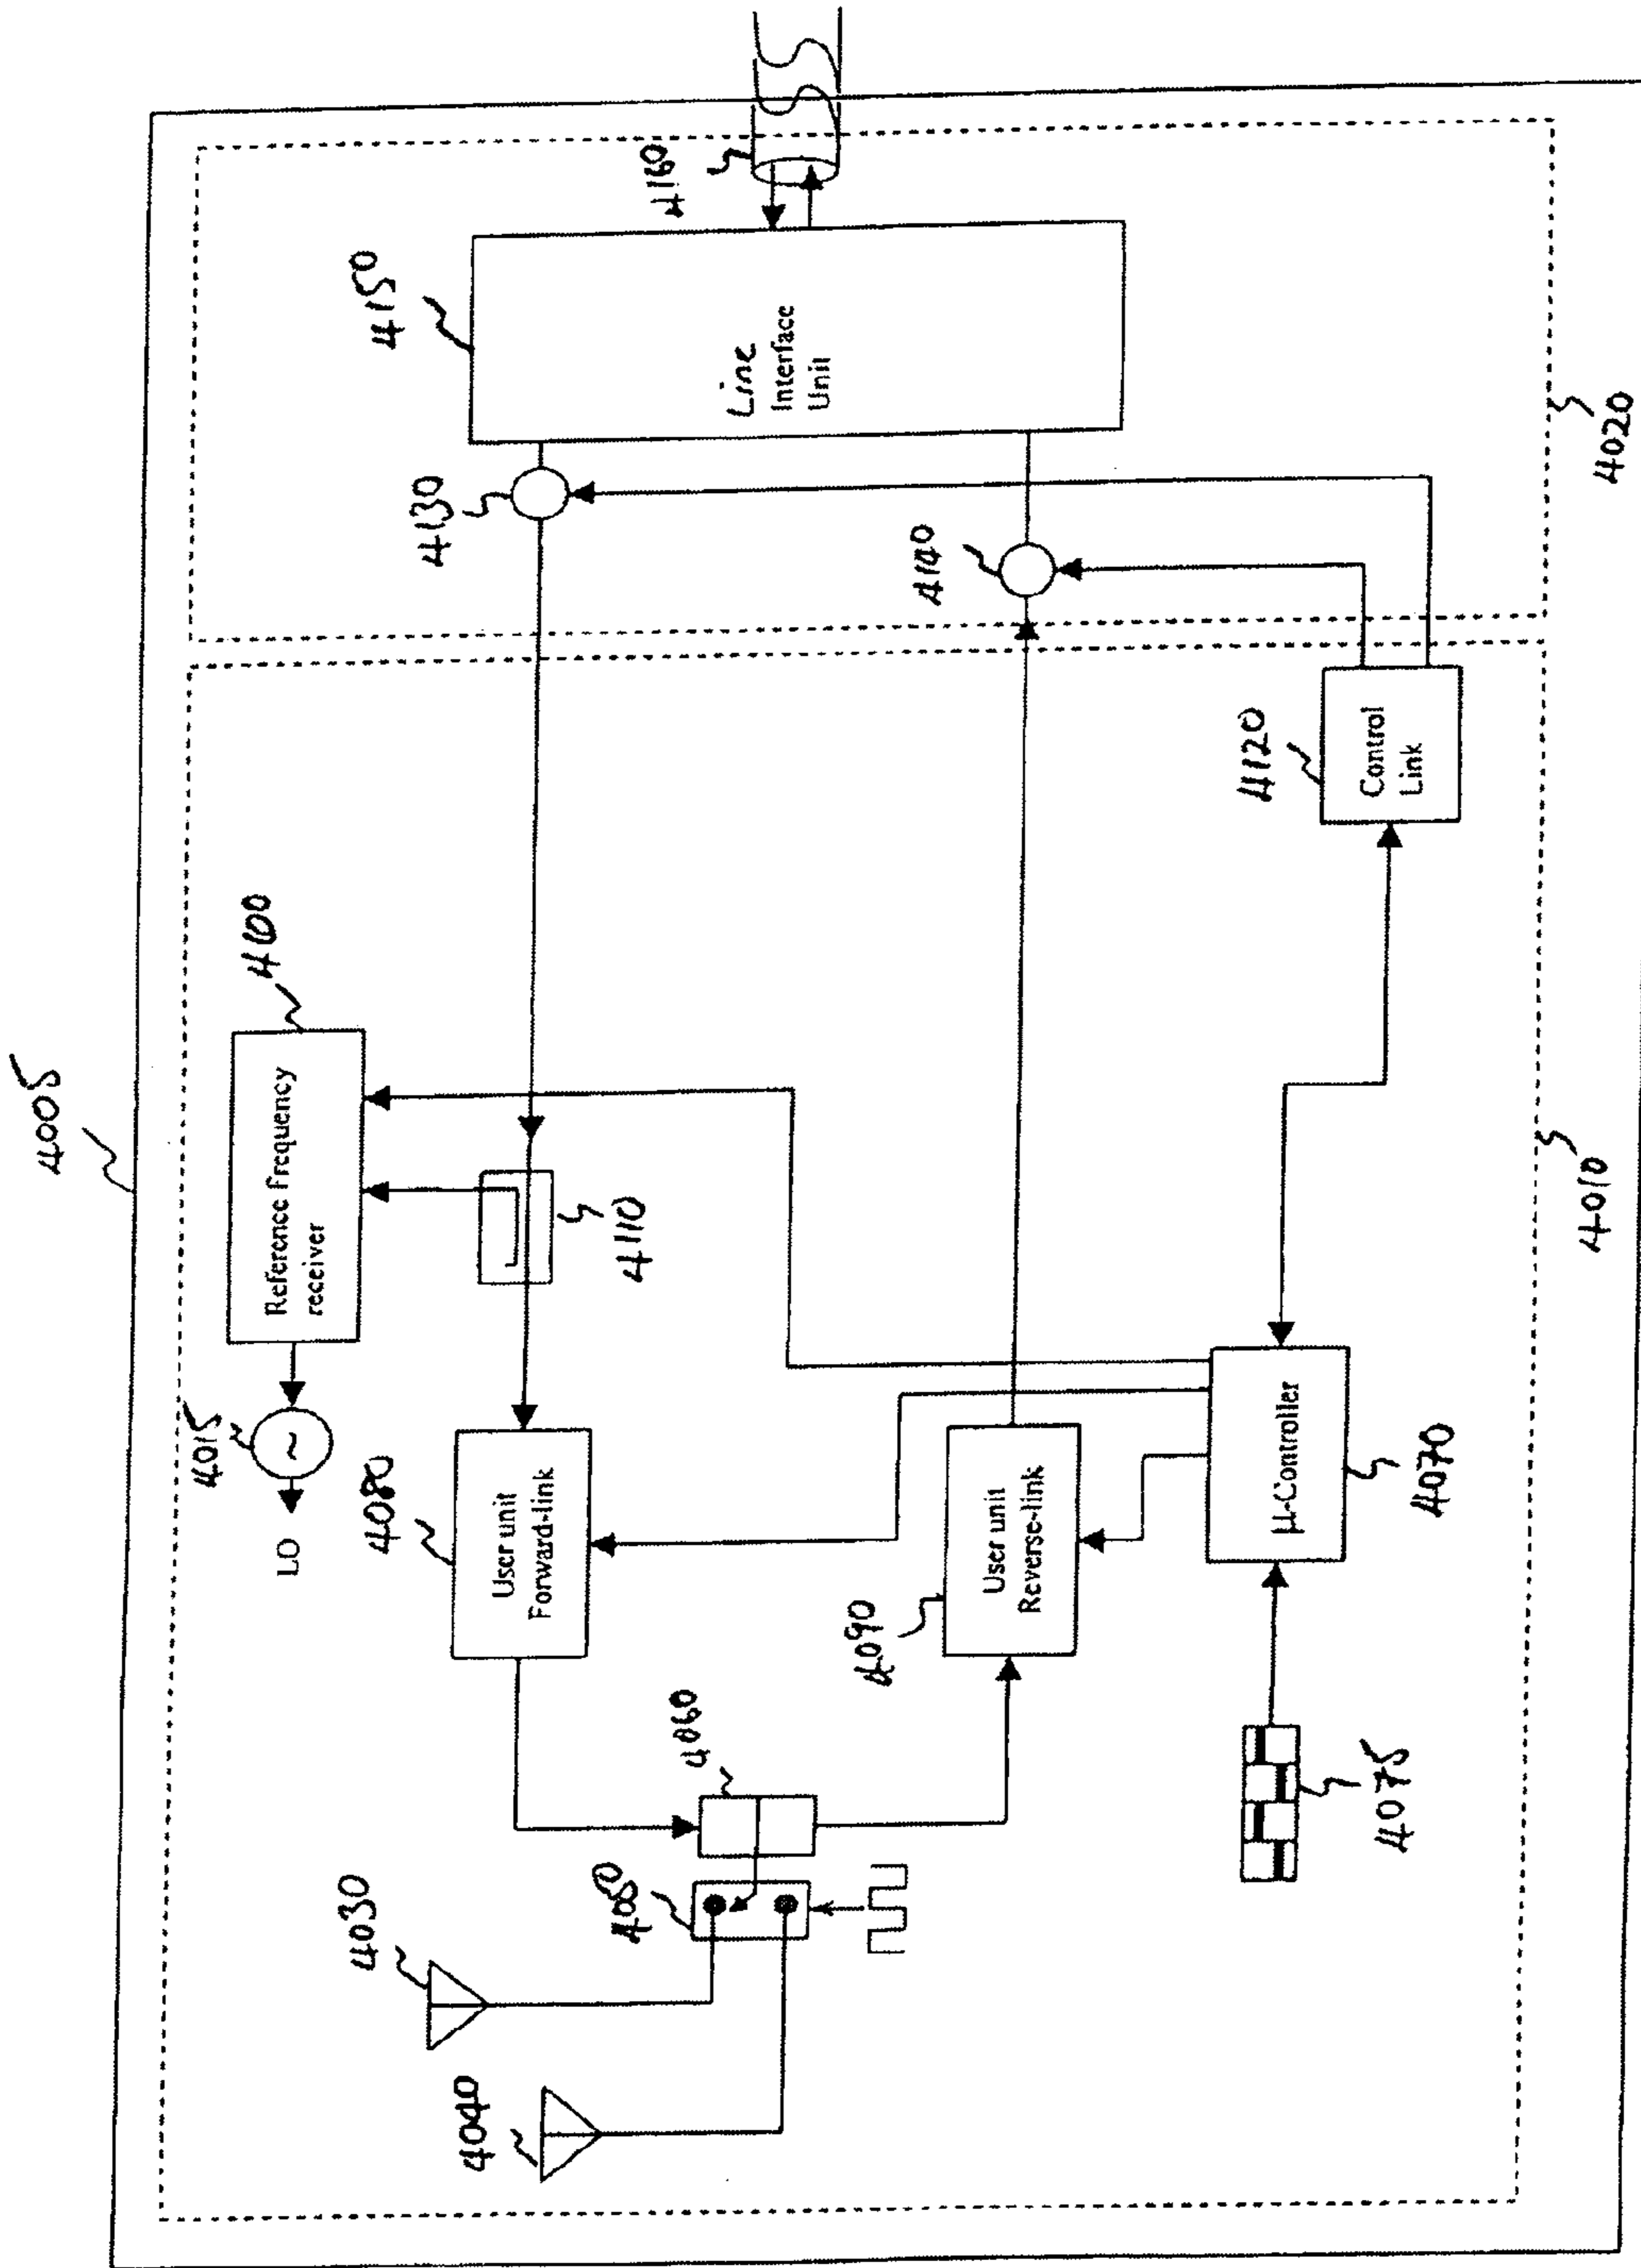 4005
4015
4100
LO
Reference Frequency
receiver
4030
4080
4150
4130
4040
User unit
Forward-link
4050
4110
4160
4060
Line
Interface
Unit
4090
4140
User unit
Reverse-link
4120
μ-Controller
Control
Link
4075
4070
4010
4020